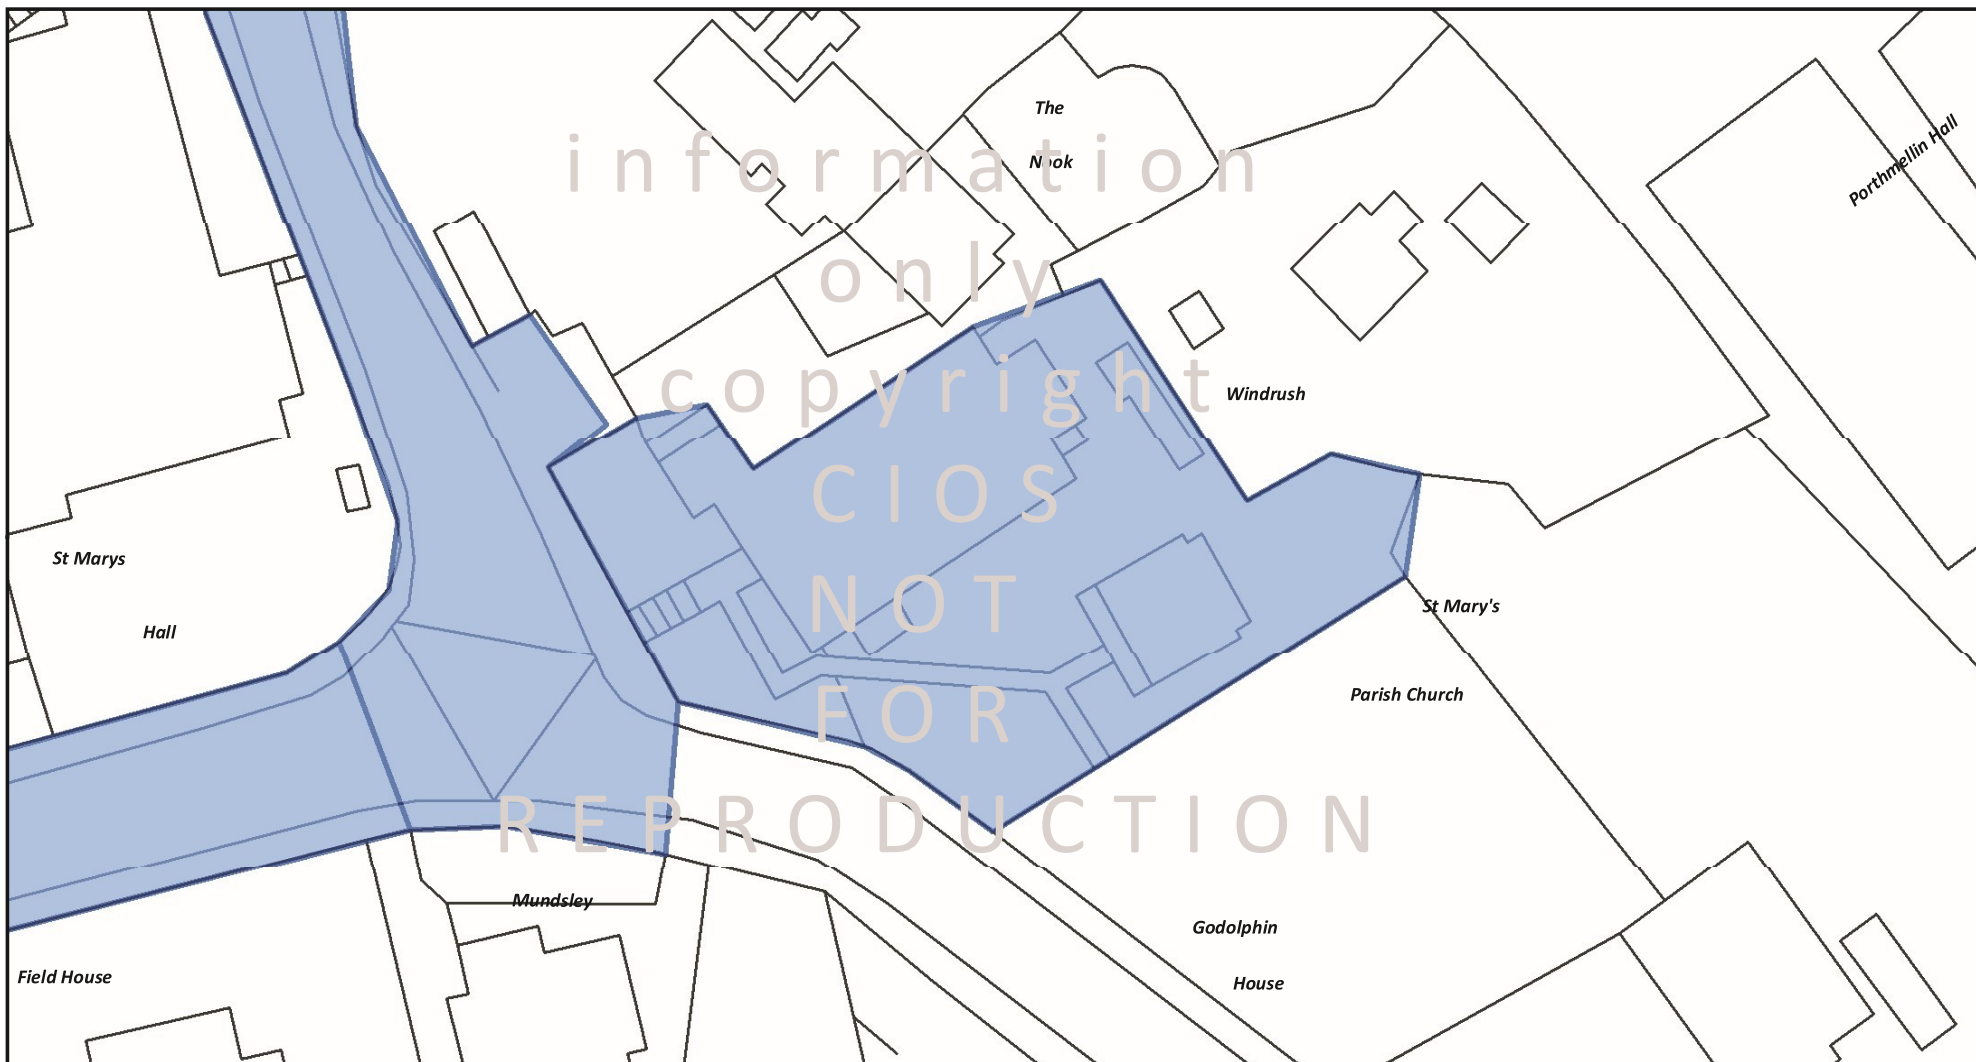 The
Nook
Porthmellin Hall
information
only
copyright
Windrush
CIOS
St Marys
Hall
NOT
St Mary's
Parish Church
FOR
REPRODUCTION
Mundsley
Godolphin
House
Field House